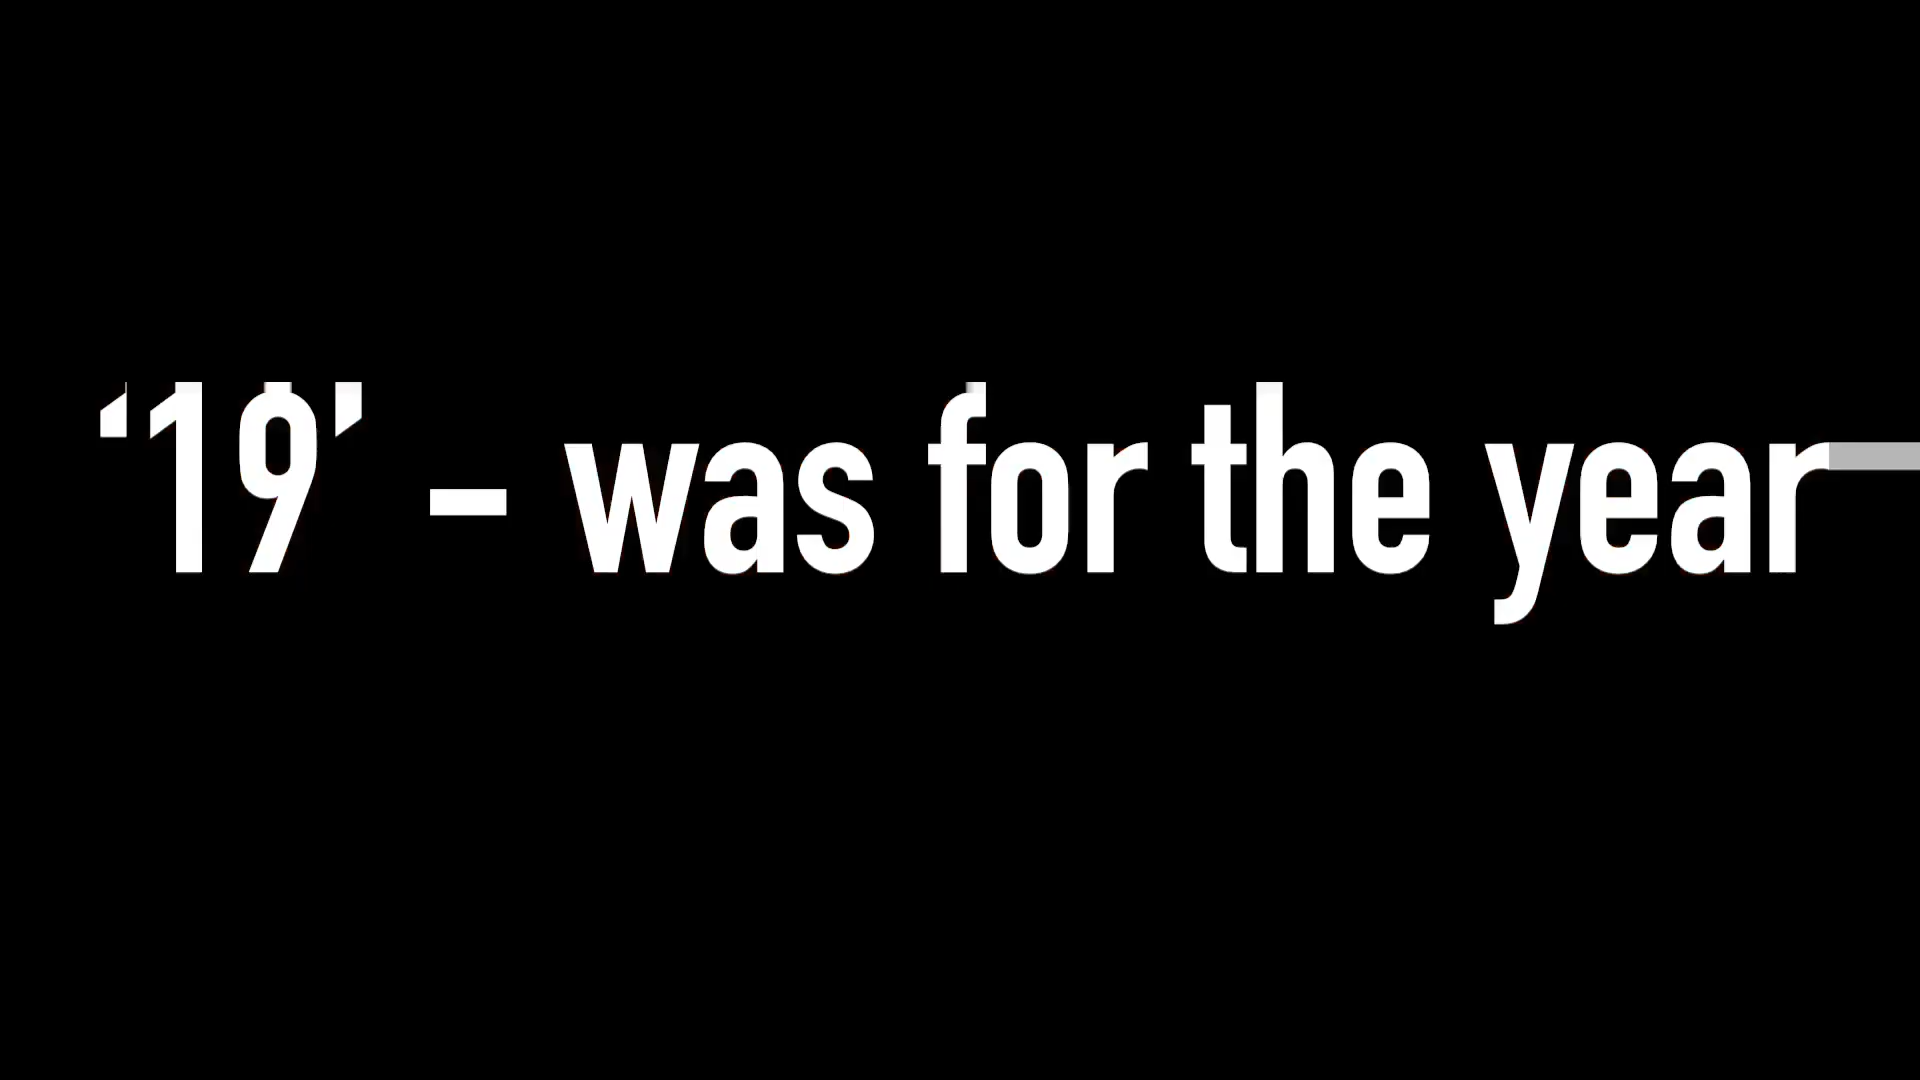 ‘19’ – was for the year